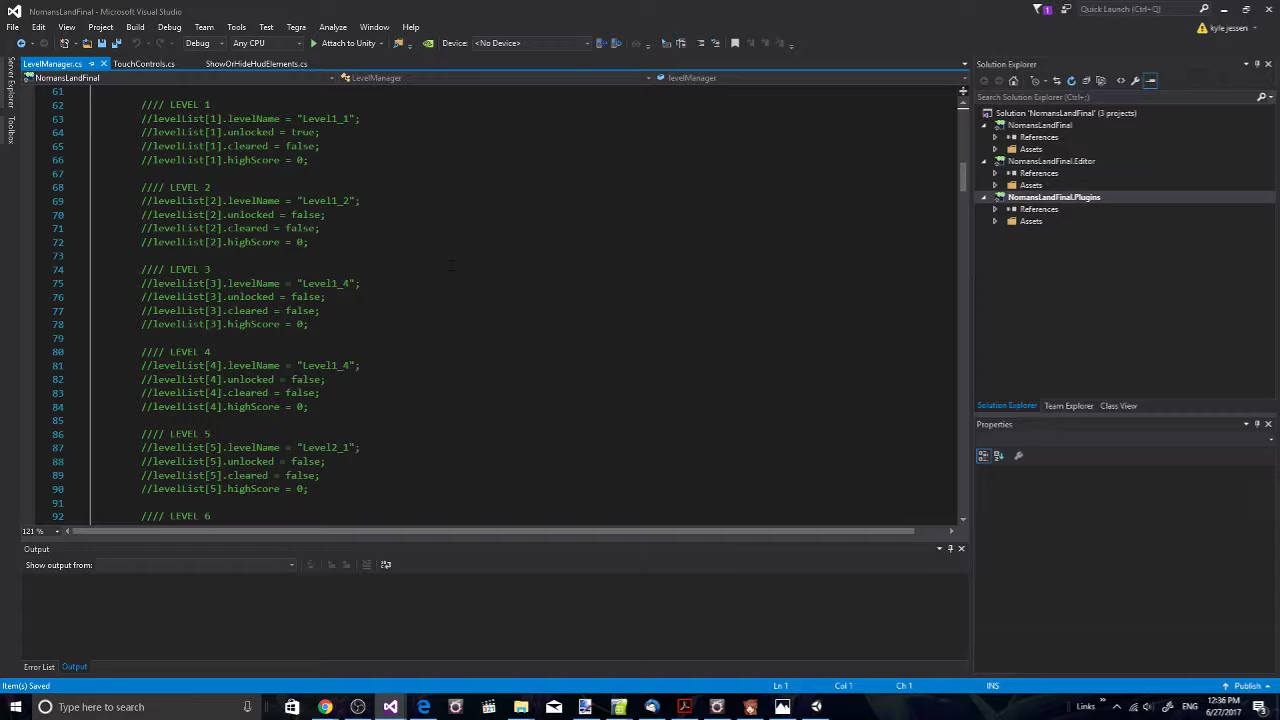 NomansLandFinal - Microsoft Visual Studio
1
Quick Launch (Ctrl+Q)
File Edit View Project Build Debug Team Tools Tegra Analyze Window Help
kyle jessen
Debug Any CPU Attach to Unity Device: <No Device>
LevelManager.cs TouchControls.cs ShowOrHideHudElements.cs
NomansLandFinal LevelManager levelManager
Server Explorer
Toolbox
61
62 //// LEVEL 1
63 //levelList[1].levelName = "Level1_1";
64 //levelList[1].unlocked = true;
65 //levelList[1].cleared = false;
66 //levelList[1].highScore = 0;
67
68 //// LEVEL 2
69 //levelList[2].levelName = "Level1_2";
70 //levelList[2].unlocked = false;
71 //levelList[2].cleared = false;
72 //levelList[2].highScore = 0;
73
74 //// LEVEL 3
75 //levelList[3].levelName = "Level1_4";
76 //levelList[3].unlocked = false;
77 //levelList[3].cleared = false;
78 //levelList[3].highScore = 0;
79
80 //// LEVEL 4
81 //levelList[4].levelName = "Level1_4";
82 //levelList[4].unlocked = false;
83 //levelList[4].cleared = false;
84 //levelList[4].highScore = 0;
85
86 //// LEVEL 5
87 //levelList[5].levelName = "Level2_1";
88 //levelList[5].unlocked = false;
89 //levelList[5].cleared = false;
90 //levelList[5].highScore = 0;
91
92 //// LEVEL 6
121 %
Solution Explorer
Search Solution Explorer (Ctrl+;)
Solution 'NomansLandFinal' (3 projects)
NomansLandFinal
References
Assets
NomansLandFinal.Editor
References
Assets
NomansLandFinal.Plugins
References
Assets
Solution Explorer Team Explorer Class View
Properties
Output
Show output from:
Error List Output
Item(s) Saved Ln 1 Col 1 Ch 1 INS Publish
Type here to search
Links
12:36 PM
6/27/2017